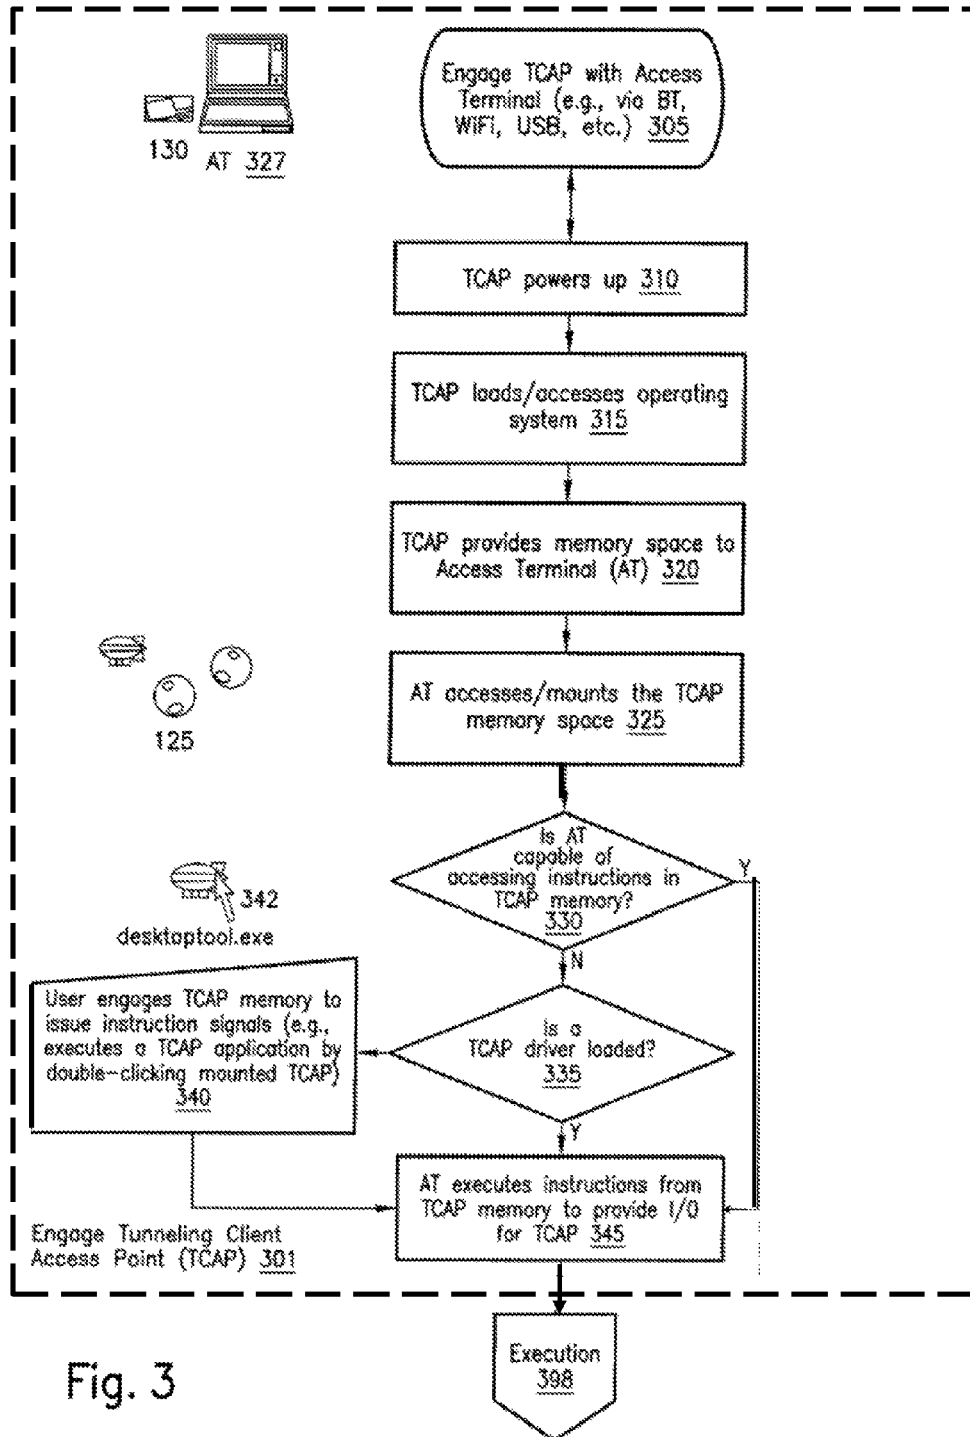 Engage TCAP with Access
Terminal (e.g., via BT,
WiFi, USB, etc.) 305
130
AT 327
TCAP powers up 310
TCAP loads/accesses operating
system 315
TCAP provides memory space to
Access Terminal (AT) 320
AT accesses/mounts the TCAP
memory space 325
125
Is AT
capable of
accessing instructions in
TCAP memory?
330
Y
N
342
desktoptool.exe
User engages TCAP memory to
issue instruction signals (e.g.,
executes a TCAP application by
double-clicking mounted TCAP)
340
Is a
TCAP driver loaded?
335
Y
AT executes instructions from
TCAP memory to provide I/O
for TCAP 345
Engage Tunneling Client
Access Point (TCAP) 301
Execution
398
Fig. 3